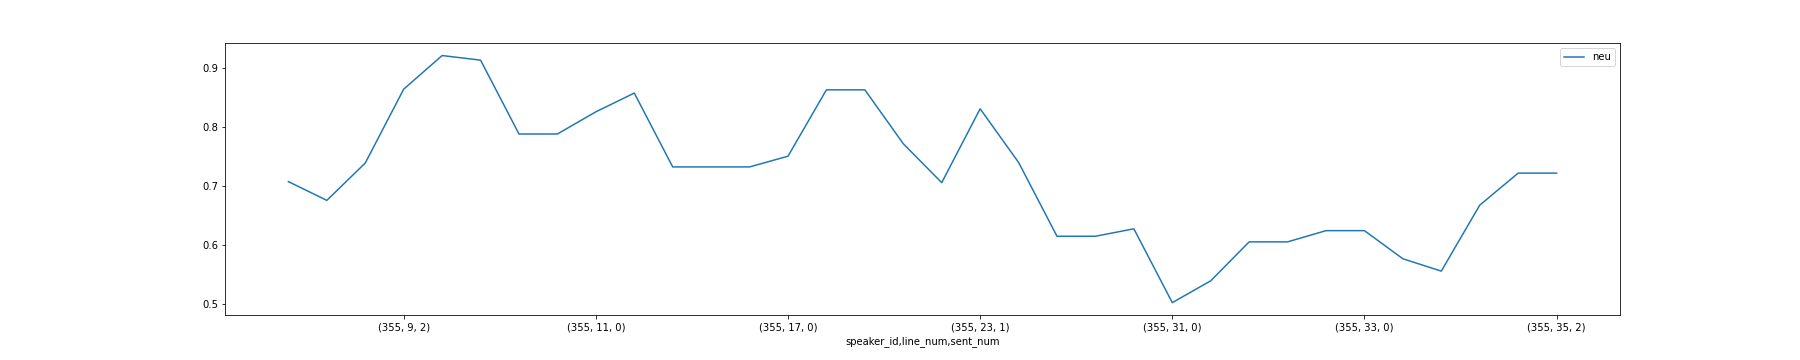 neu
0.9
0.8
0.7
0.6
0.5
(355, 9, 2) (355, 11, 0) (355, 17, 0) (355, 23, 1) (355, 31, 0) (355, 33, 0) (355, 35, 2)
speaker_id,line_num,sent_num